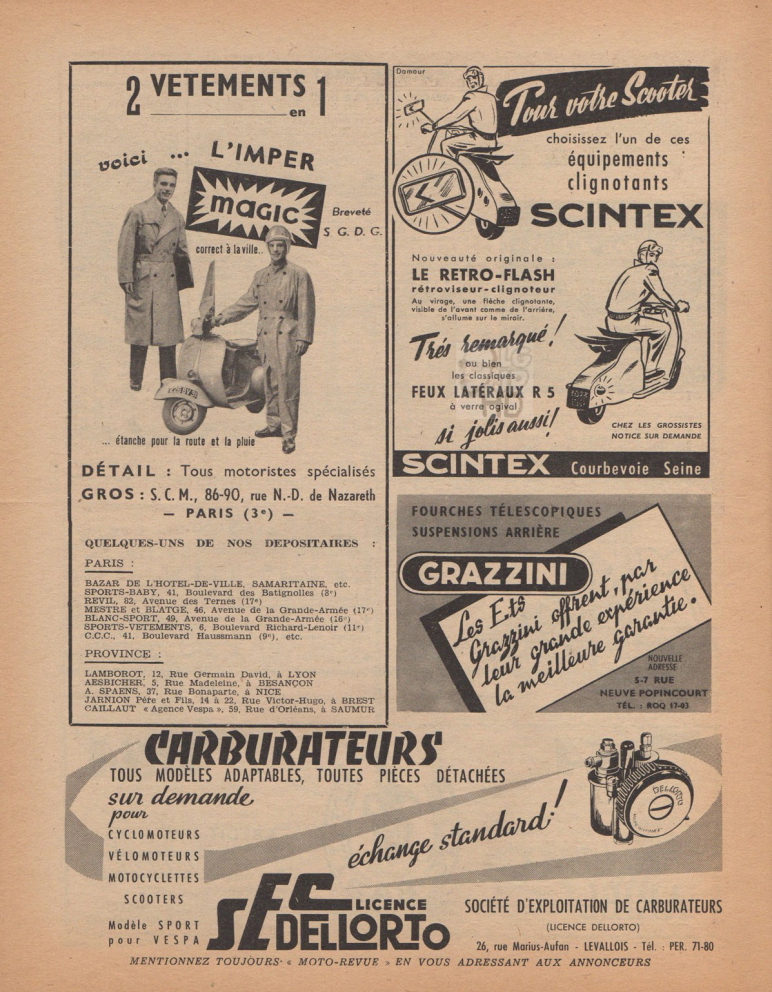 2 VETEMENTS en 1
voici ... L'IMPER
MAGIC
Breveté
S. G. D. G.
correct à la ville..
... étanche pour la route et la pluie
DÉTAIL : Tous motoristes spécialisés
GROS : S. C. M., 86-90, rue N.-D. de Nazareth
— PARIS (3e) —
QUELQUES-UNS DE NOS DEPOSITAIRES :
PARIS :
BAZAR DE L'HOTEL-DE-VILLE, SAMARITAINE, etc.
SPORTS-BABY, 41, Boulevard des Batignolles (8e)
REVIL, 82, Avenue des Ternes (17e)
MESTRE et BLATGE, 46, Avenue de la Grande-Armée (17e)
BLANC-SPORT, 49, Avenue de la Grande-Armée (16e)
SPORTS-VETEMENTS, 6, Boulevard Richard-Lenoir (11e)
C.C.C., 41, Boulevard Haussmann (9e), etc.
PROVINCE :
LAMBOROT, 12, Rue Germain David, à LYON
AESBICHER, 5, Rue Madeleine, à BESANÇON
A. SPAENS, 37, Rue Bonaparte, à NICE
JARNION Père et Fils, 14 à 22, Rue Victor-Hugo, à BREST
CAILLAUT « Agence Vespa », 59, Rue d'Orléans, à SAUMUR
Damour
Pour votre Scooter
choisissez l'un de ces
équipements
clignotants
SCINTEX
Nouveauté originale :
LE RETRO-FLASH
rétroviseur-clignoteur
Au virage, une flèche clignotante,
visible de l'avant comme de l'arrière,
s'allume sur le miroir.
Trés remarqué !
ou bien
les classiques
FEUX LATÉRAUX R 5
à verre ogival
si jolis aussi !
CHEZ LES GROSSISTES
NOTICE SUR DEMANDE
SCINTEX Courbevoie Seine
FOURCHES TÉLESCOPIQUES
SUSPENSIONS ARRIÈRE
GRAZZINI
Les Ets
Grazzini offrent, par
leur grande expérience
la meilleure garantie.
NOUVELLE
ADRESSE :
5-7 RUE
NEUVE POPINCOURT
TÉL. : ROQ 17-03
CARBURATEURS
TOUS MODÈLES ADAPTABLES, TOUTES PIÈCES DÉTACHÉES
sur demande
pour
CYCLOMOTEURS
VÉLOMOTEURS
MOTOCYCLETTES
SCOOTERS
Modèle SPORT
pour VESPA
échange standard !
DELLORTO
SEC LICENCE
DELLORTO
SOCIÉTÉ D'EXPLOITATION DE CARBURATEURS
(LICENCE DELLORTO)
26, rue Marius-Aufan - LEVALLOIS - Tél. : PER. 71-80
MENTIONNEZ TOUJOURS « MOTO-REVUE » EN VOUS ADRESSANT AUX ANNONCEURS